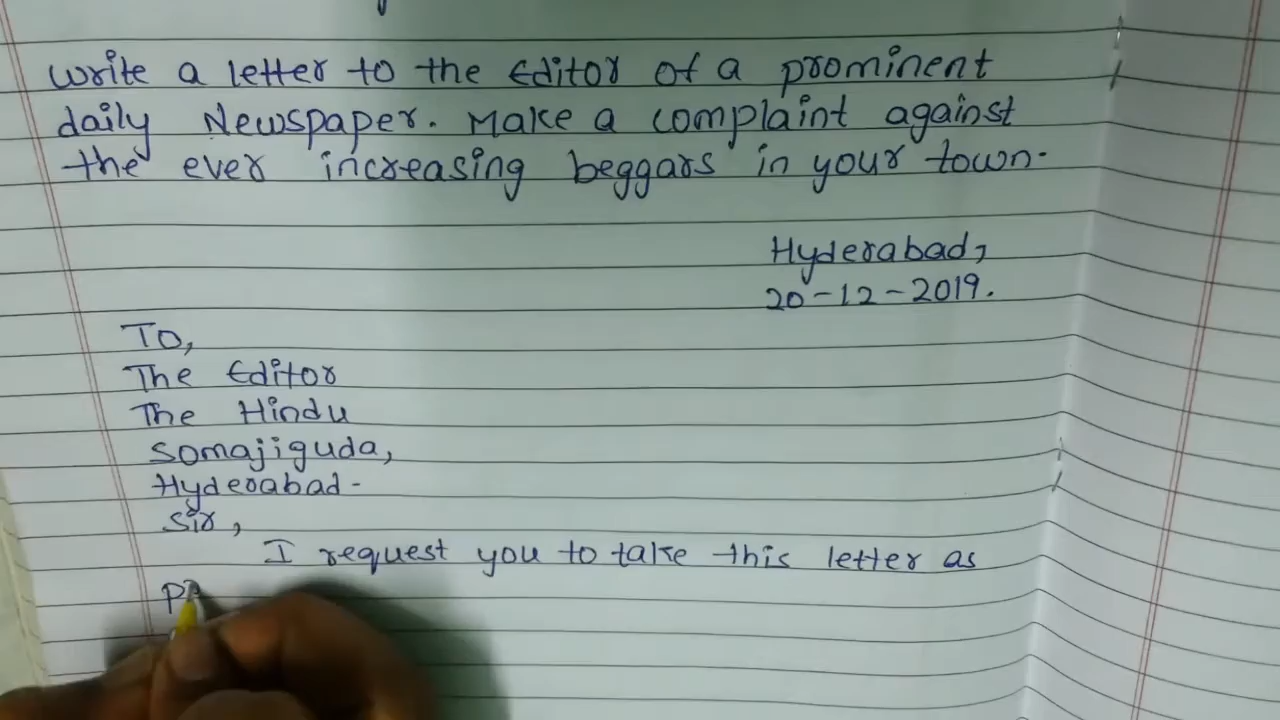 Write a letter to the Editor of a prominent
daily Newspaper. Make a complaint against
the ever increasing beggars in your town.
Hyderabad,
20-12-2019.
To,
The Editor
The Hindu
Somajiguda,
Hyderabad-
Sir,
I request you to take this letter as